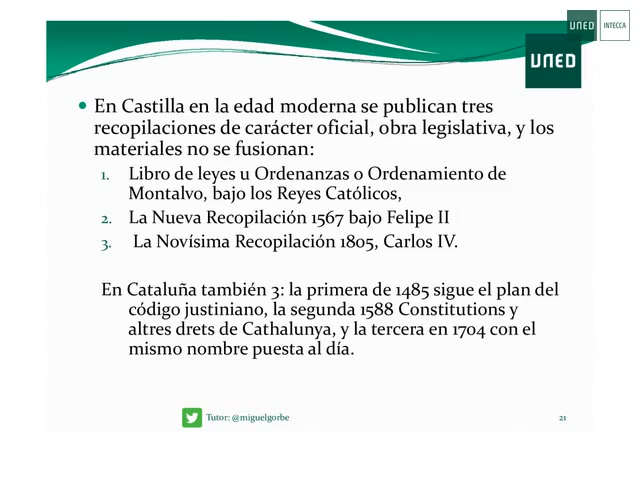 UNED
INTECCA
UNED
En Castilla en la edad moderna se publican tres
recopilaciones de carácter oficial, obra legislativa, y los
materiales no se fusionan:
1. Libro de leyes u Ordenanzas o Ordenamiento de
Montalvo, bajo los Reyes Católicos,
2. La Nueva Recopilación 1567 bajo Felipe II
3. La Novísima Recopilación 1805, Carlos IV.
En Cataluña también 3: la primera de 1485 sigue el plan del
código justiniano, la segunda 1588 Constitutions y
altres drets de Cathalunya, y la tercera en 1704 con el
mismo nombre puesta al día.
Tutor: @miguelgorbe
21